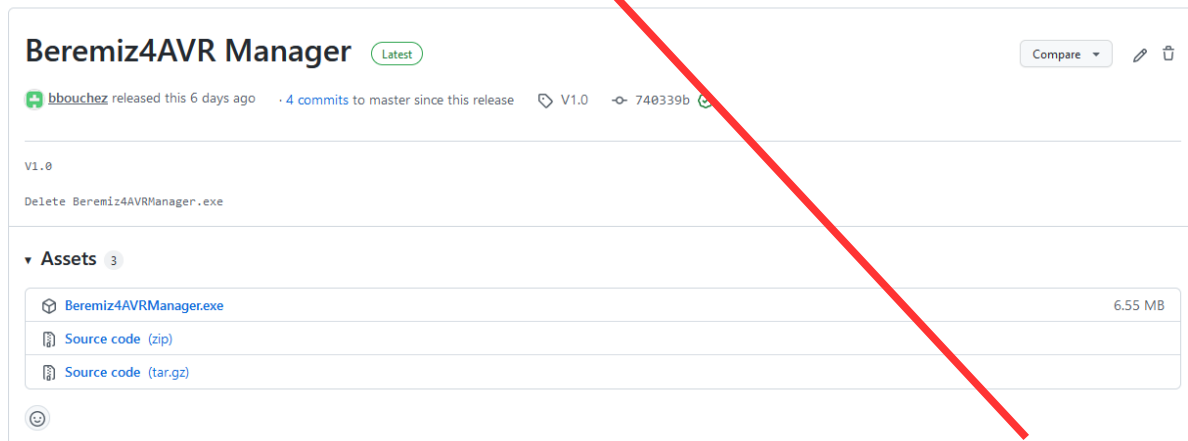 Beremiz4AVR Manager Latest Compare
bbouchez released this 6 days ago · 4 commits to master since this release V1.0 740339b
V1.0
Delete Beremiz4AVRManager.exe
Assets 3
Beremiz4AVRManager.exe 6.55 MB
Source code (zip)
Source code (tar.gz)